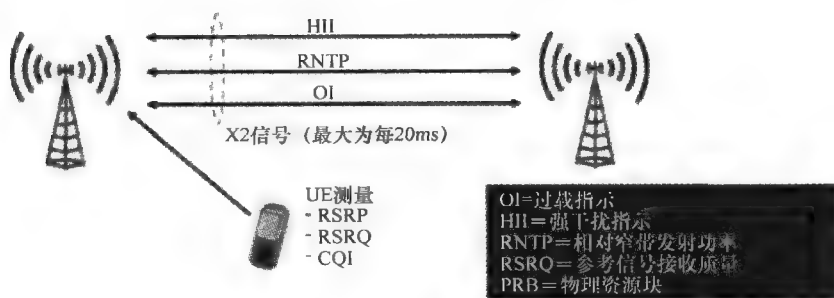 HII
RNTP
OI
X2信号（最大为每20ms）
UE测量
- RSRP
- RSRQ
- CQI
OI=过载指示
HII=强干扰指示
RNTP=相对窄带发射功率
RSRQ=参考信号接收质量
PRB=物理资源块